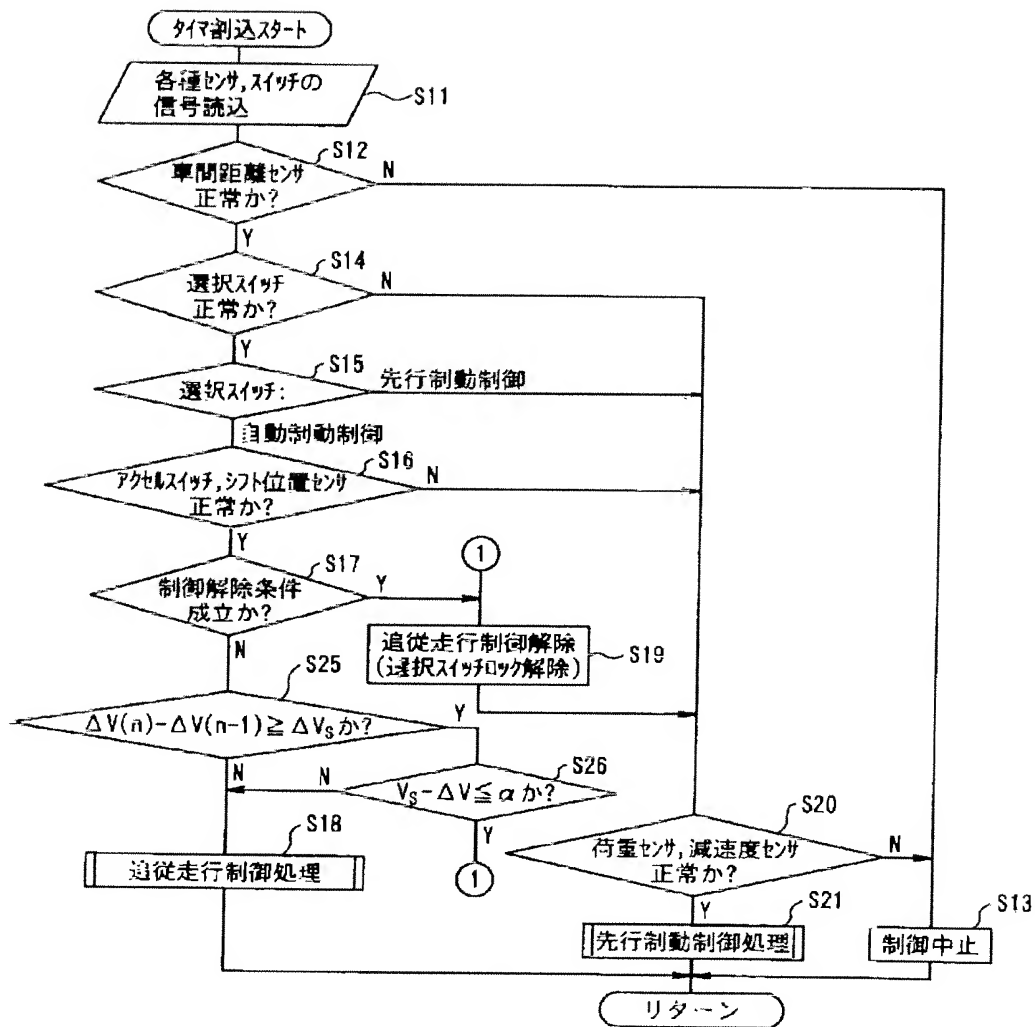 タイマ割込スタート
各種センサ,スイッチの
信号読込
S11
S12
車間距離センサ
正常か?
N
Y
S14
選択スイッチ
正常か?
N
Y
S15
選択スイッチ:
先行制動制御
自動制動制御
S16
アクセルスイッチ,シフト位置センサ
正常か?
N
Y
S17
制御解除条件
成立か?
Y
N
1
追従走行制御解除
(選択スイッチロック解除)
S19
S25
ΔV(n)-ΔV(n-1)≧ΔVsか?
Y
N
S26
Vs-ΔV≦αか?
N
Y
1
S18
追従走行制御処理
S20
荷重センサ,減速度センサ
正常か?
N
Y
S21
先行制動制御処理
S13
制御中止
リターン